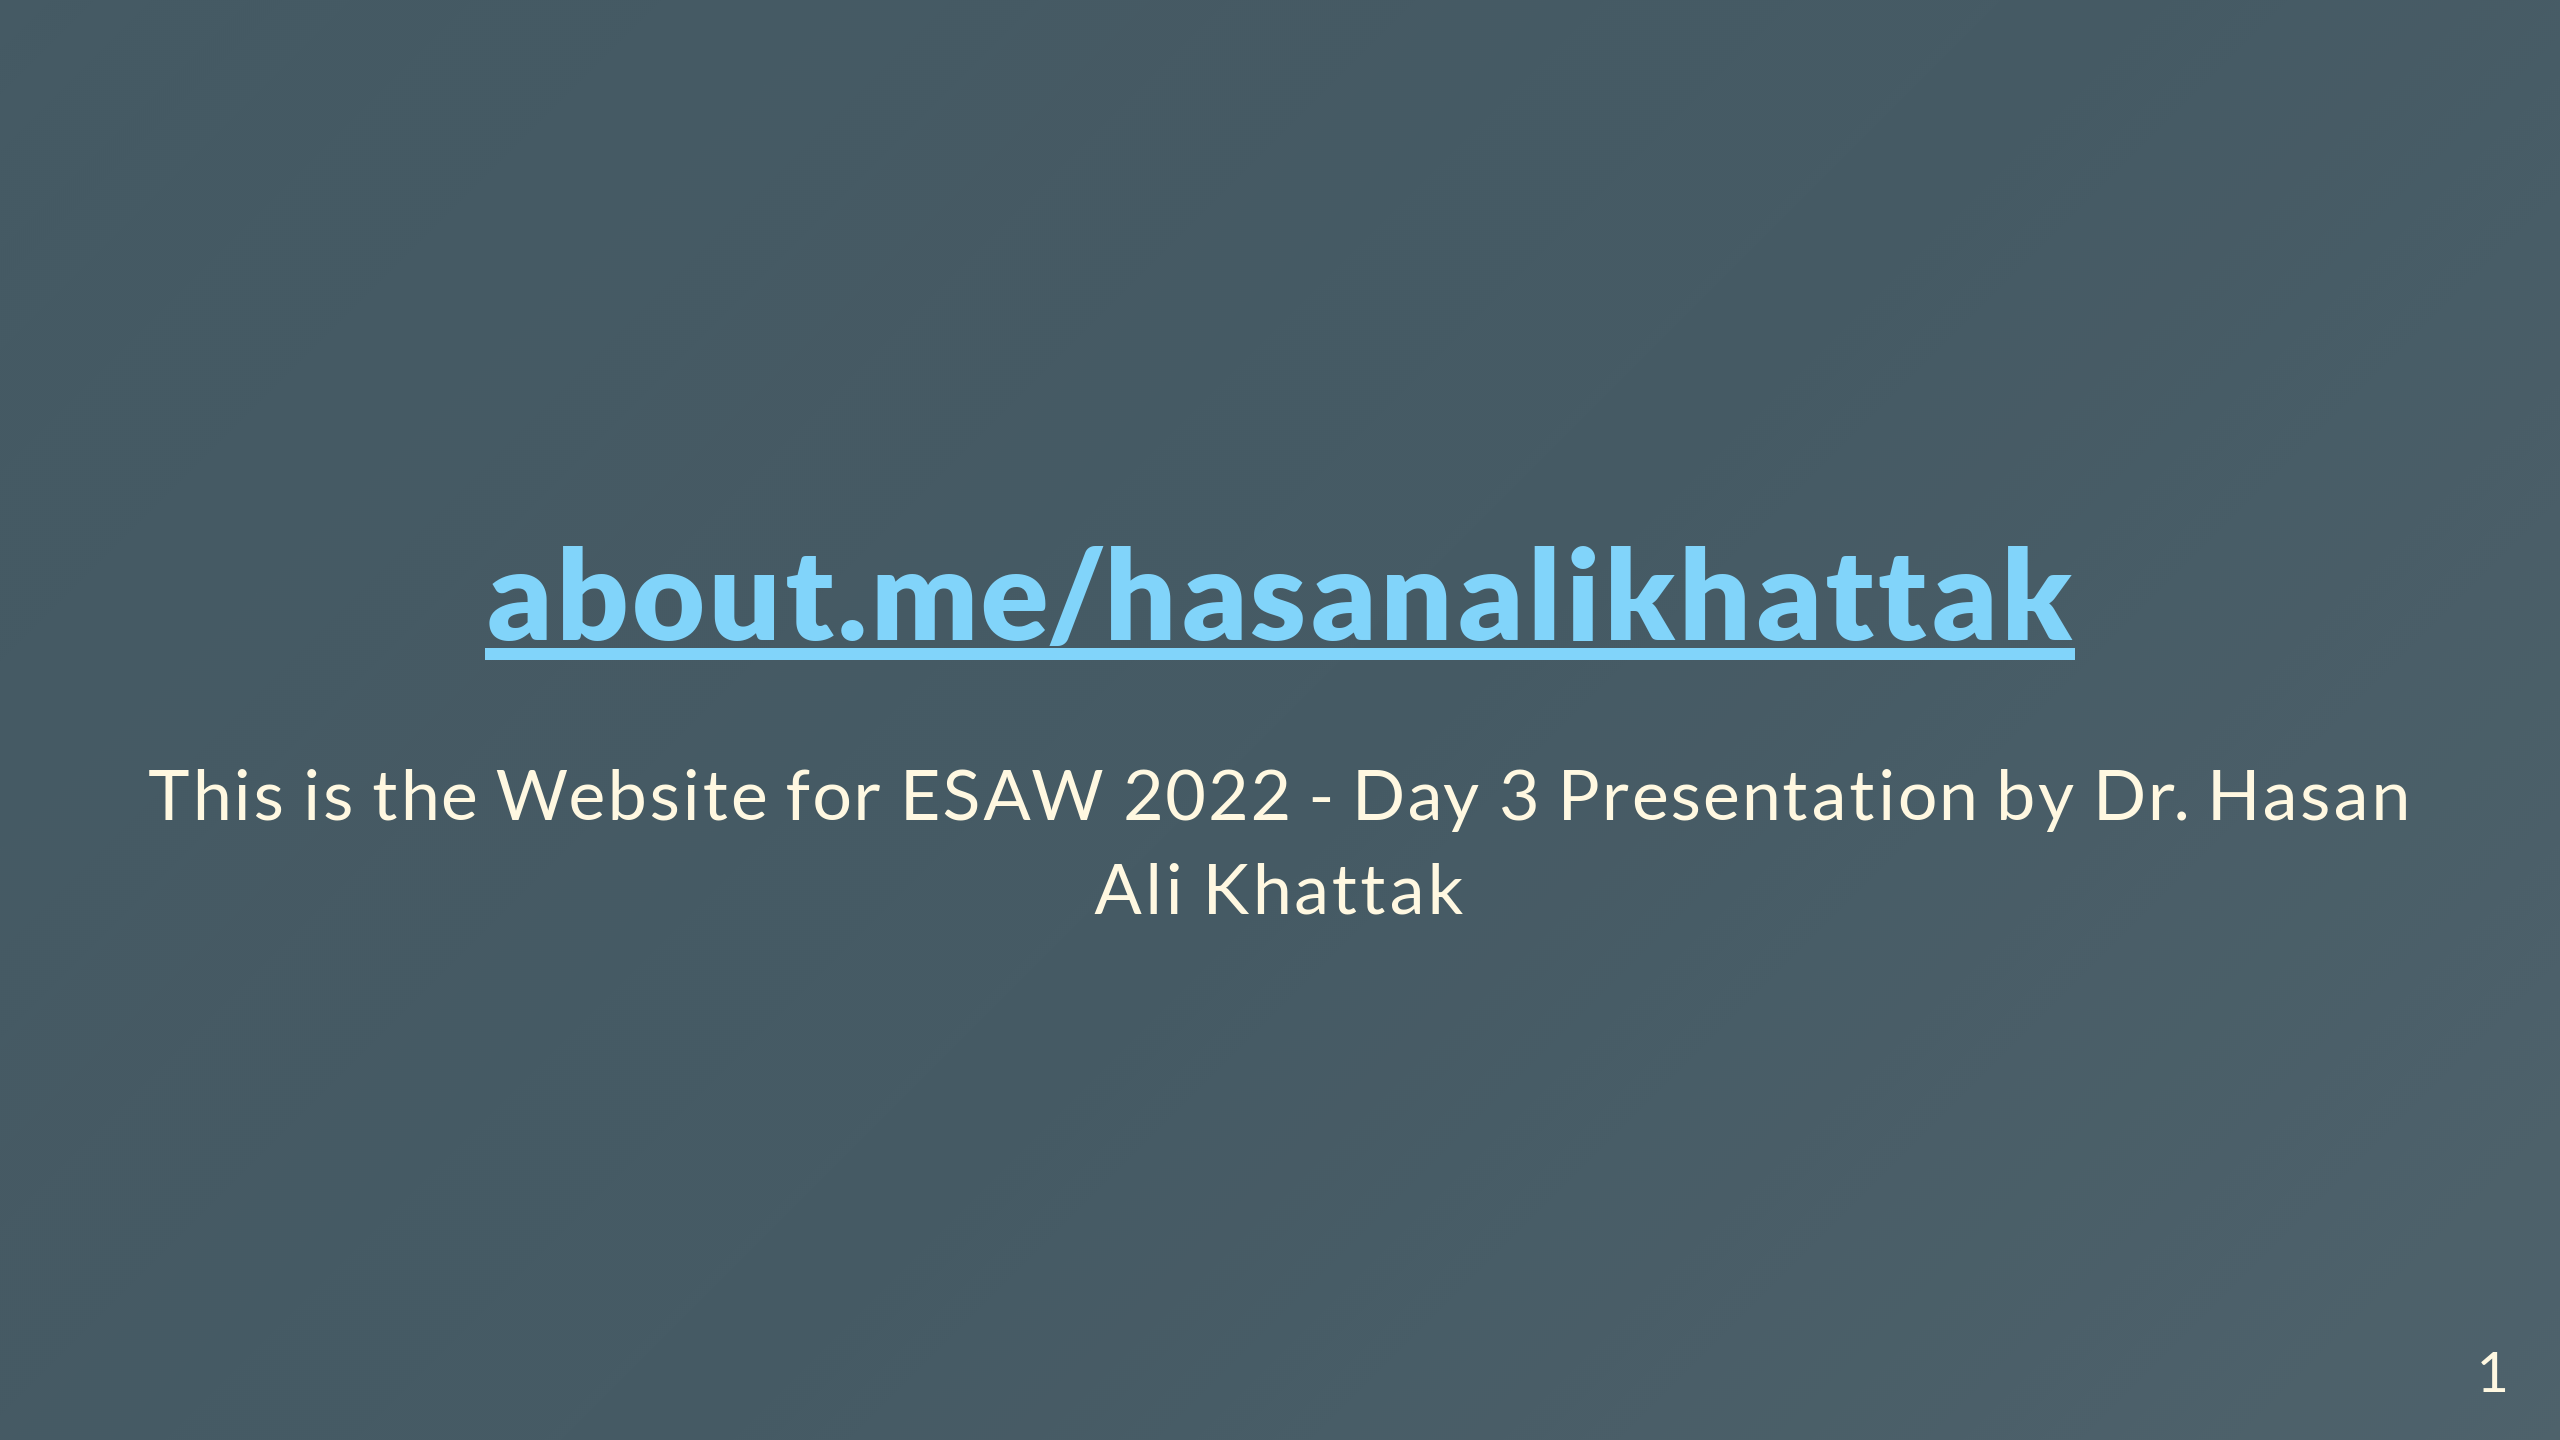 about.me/hasanalikhattak
This is the Website for ESAW 2022 - Day 3 Presentation by Dr. Hasan
Ali Khattak
1